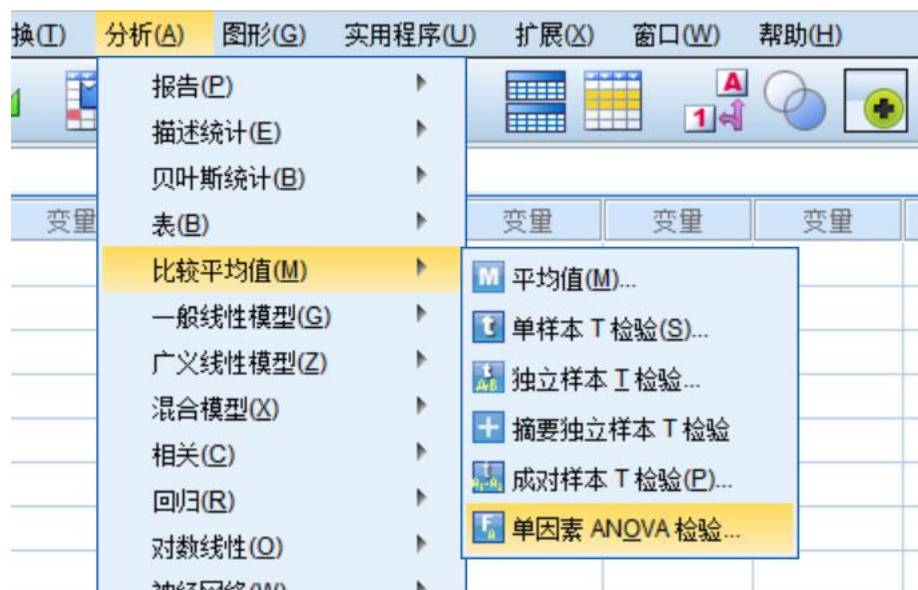 换(T) 分析(A) 图形(G) 实用程序(U) 扩展(X) 窗口(W) 帮助(H)
报告(P)
描述统计(E)
贝叶斯统计(B)
表(B)
比较平均值(M)
一般线性模型(G)
广义线性模型(Z)
混合模型(X)
相关(C)
回归(R)
对数线性(O)
神经网络(W)
A
1
变量 变量 变量 变量
M 平均值(M)...
t 单样本 T 检验(S)...
独立样本 T 检验...
摘要独立样本 T 检验
成对样本 T 检验(P)...
单因素 ANOVA 检验...